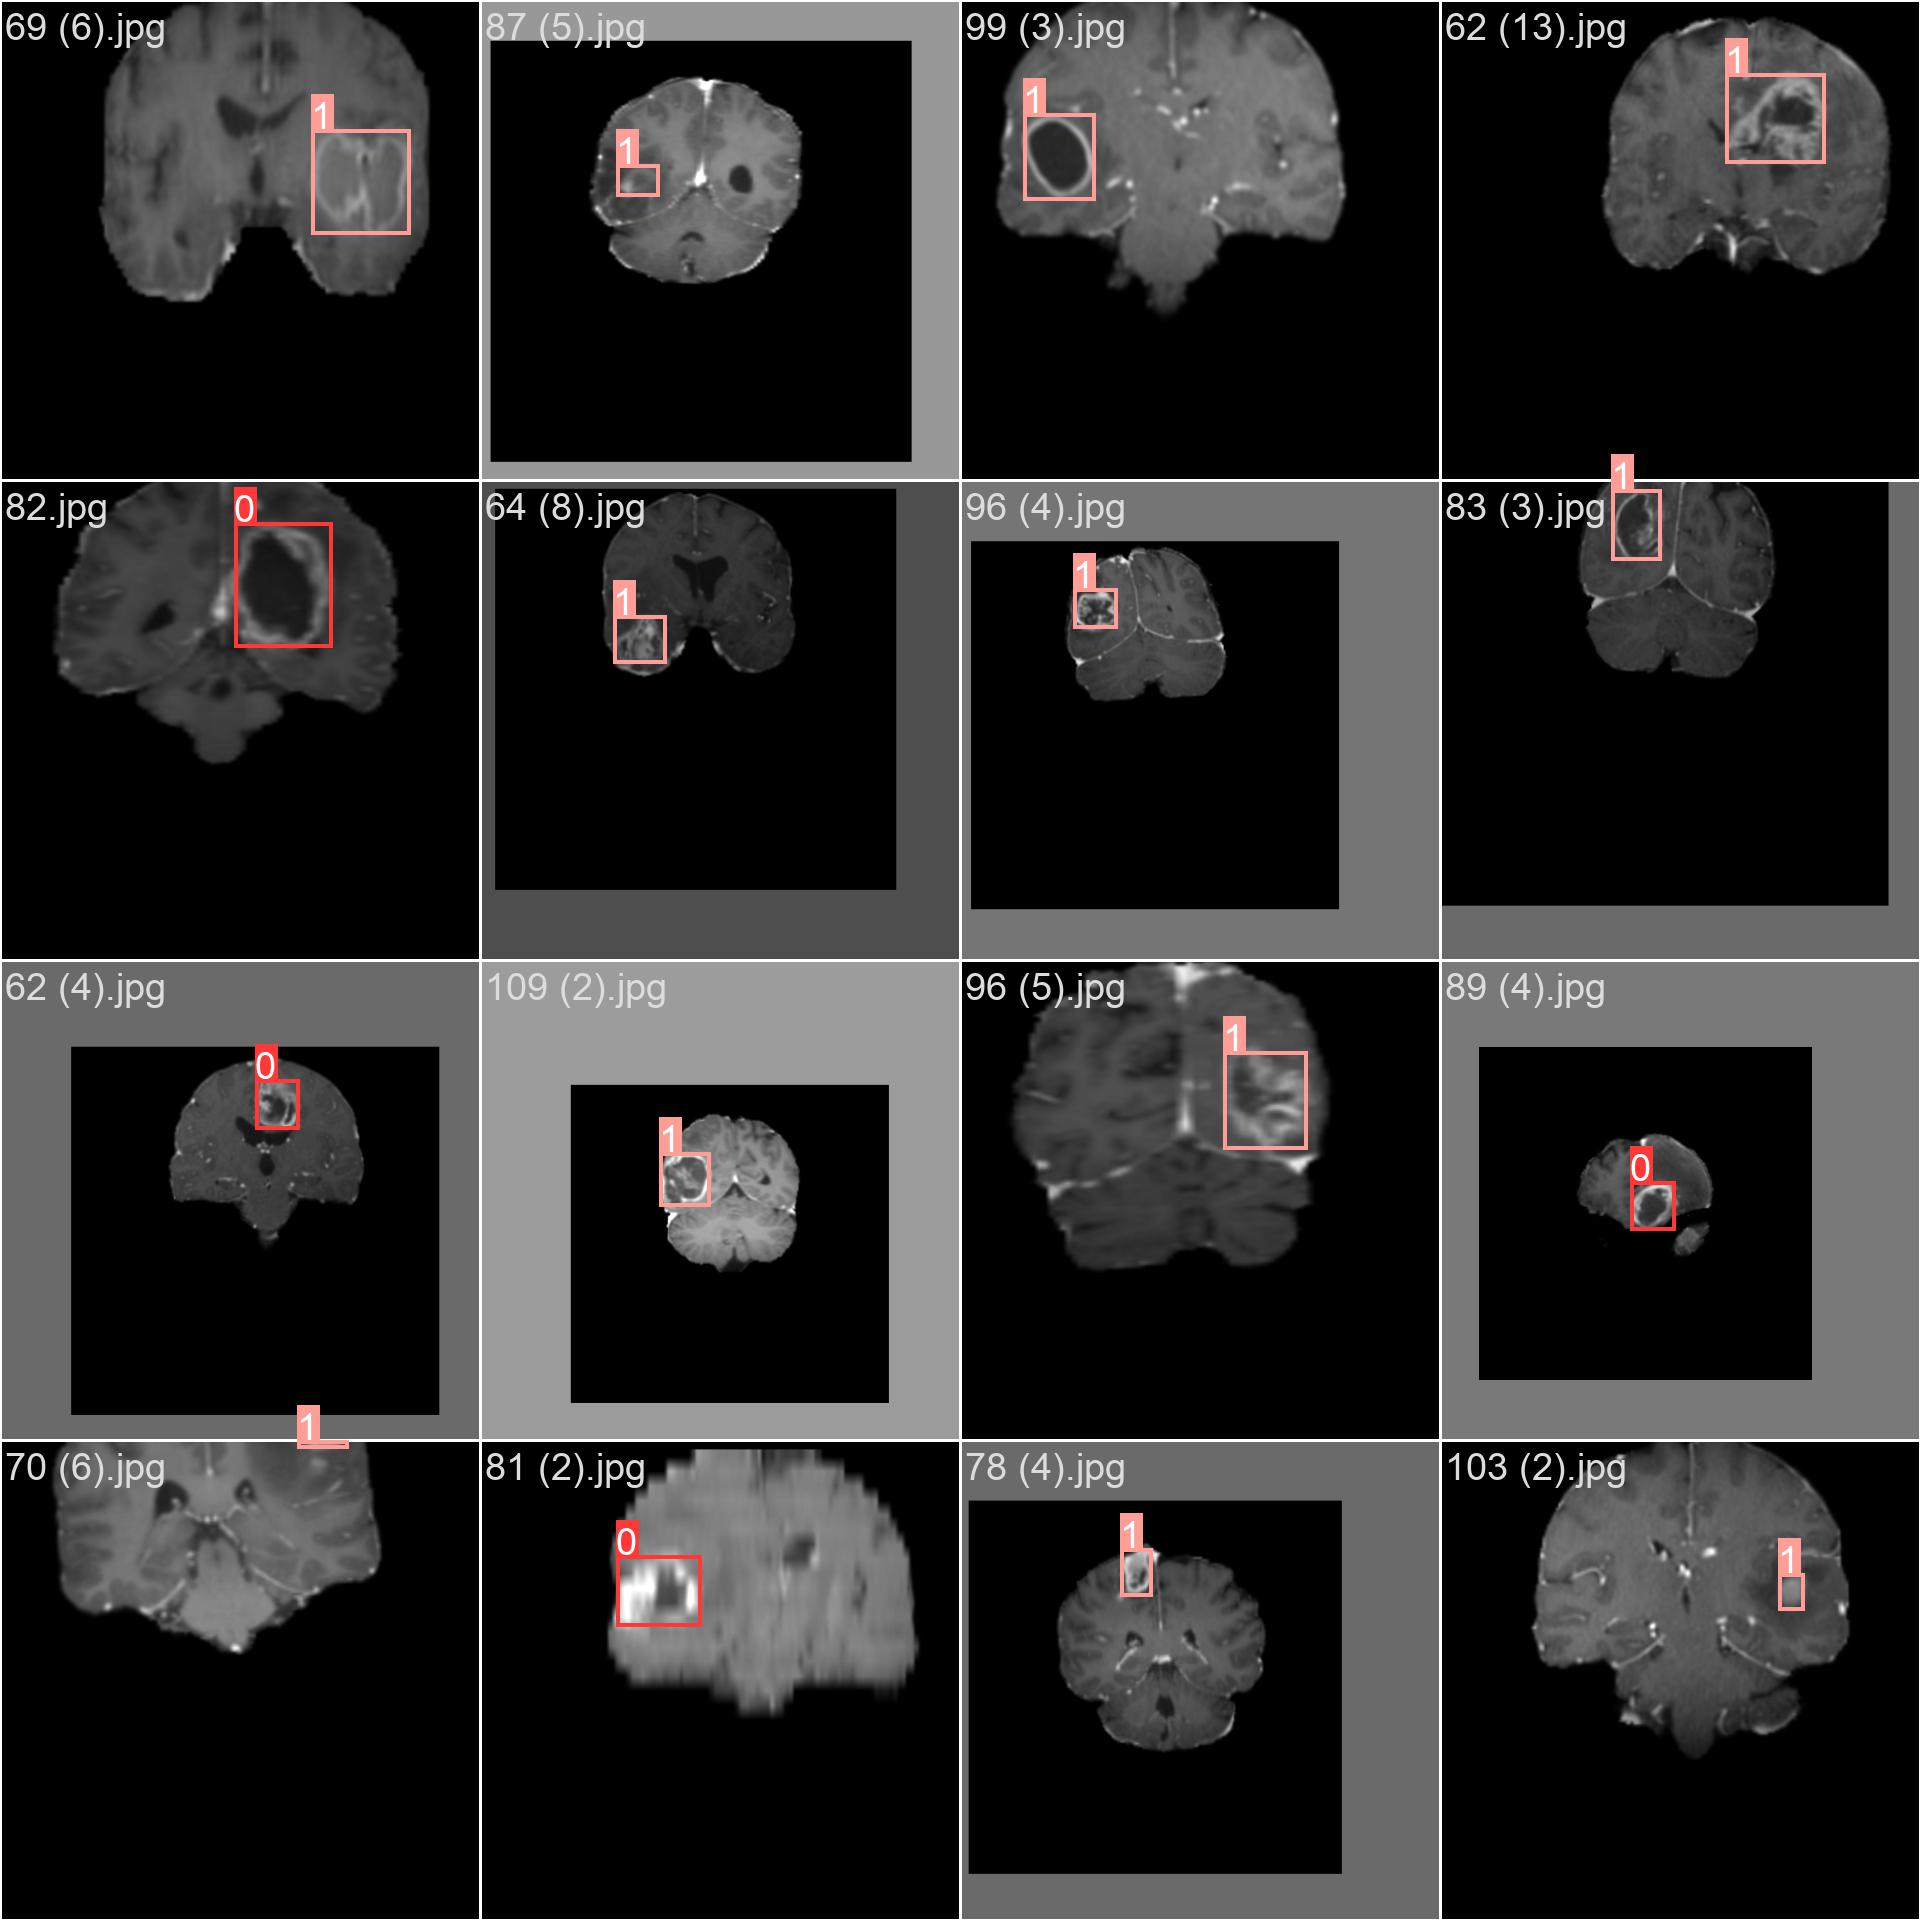 69 (6).jpg
1
87 (5).jpg
1
99 (3).jpg
1
62 (13).jpg
1
82.jpg
0
64 (8).jpg
1
96 (4).jpg
1
83 (3).jpg
1
62 (4).jpg
0
109 (2).jpg
1
96 (5).jpg
1
89 (4).jpg
0
70 (6).jpg
1
81 (2).jpg
0
78 (4).jpg
1
103 (2).jpg
1